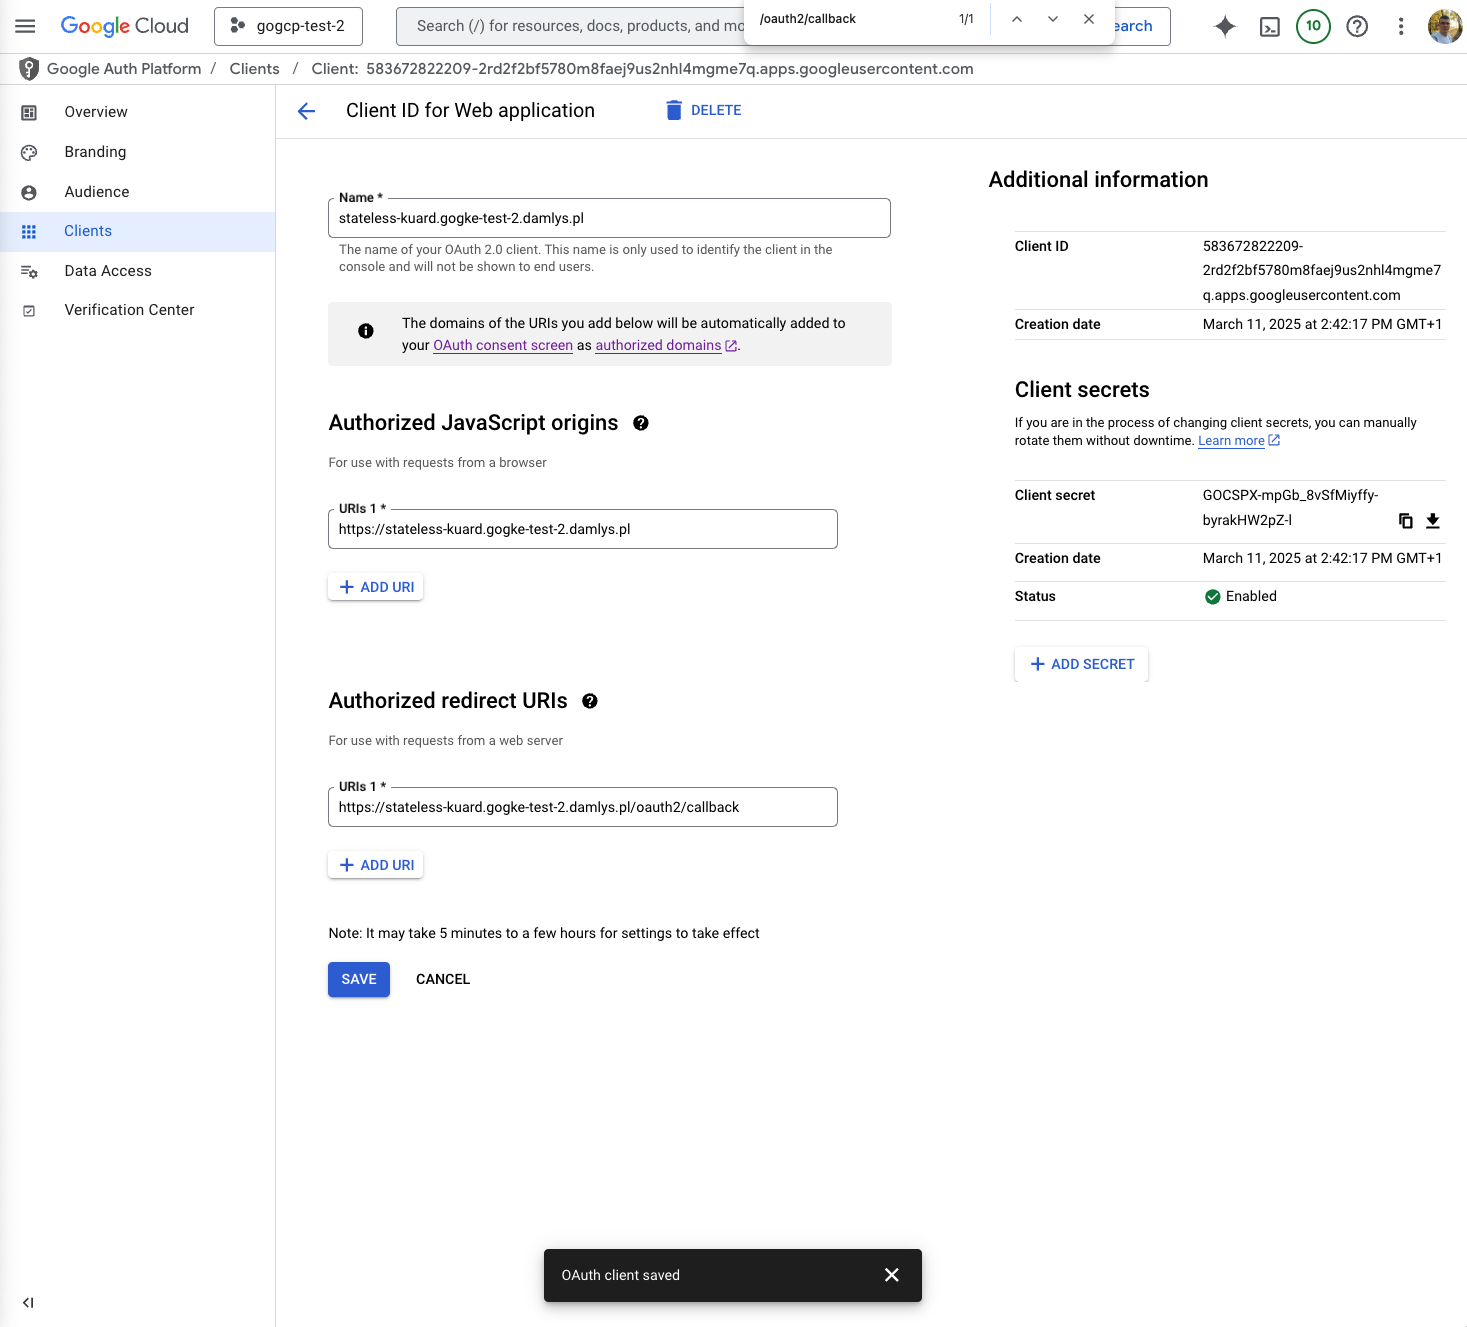 Google Cloud
gogcp-test-2
Search (/) for resources, docs, products, and mo
/oauth2/callback
1/1
earch
10
Google Auth Platform / Clients / Client: 583672822209-2rd2f2bf5780m8faej9us2nhl4mgme7q.apps.googleusercontent.com
Overview
Branding
Audience
Clients
Data Access
Verification Center
Client ID for Web application
DELETE
Name *
stateless-kuard.gogke-test-2.damlys.pl
The name of your OAuth 2.0 client. This name is only used to identify the client in the
console and will not be shown to end users.
The domains of the URIs you add below will be automatically added to
your OAuth consent screen as authorized domains.
Authorized JavaScript origins
For use with requests from a browser
URIs 1 *
https://stateless-kuard.gogke-test-2.damlys.pl
ADD URI
Authorized redirect URIs
For use with requests from a web server
URIs 1 *
https://stateless-kuard.gogke-test-2.damlys.pl/oauth2/callback
ADD URI
Note: It may take 5 minutes to a few hours for settings to take effect
SAVE
CANCEL
Additional information
Client ID
583672822209-
2rd2f2bf5780m8faej9us2nhl4mgme7
q.apps.googleusercontent.com
Creation date
March 11, 2025 at 2:42:17 PM GMT+1
Client secrets
If you are in the process of changing client secrets, you can manually
rotate them without downtime. Learn more
Client secret
GOCSPX-mpGb_8vSfMiyffy-
byrakHW2pZ-l
Creation date
March 11, 2025 at 2:42:17 PM GMT+1
Status
Enabled
ADD SECRET
OAuth client saved